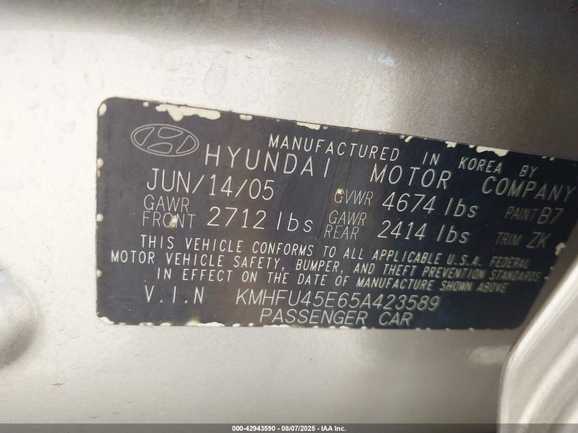 MANUFACTURED IN KOREA BY
HYUNDAI MOTOR COMPANY
JUN/14/05 GVWR 4674 lbs PAINT B7
GAWR FRONT 2712 lbs GAWR REAR 2414 lbs TRIM ZK
THIS VEHICLE CONFORMS TO ALL APPLICABLE U.S.A. FEDERAL
MOTOR VEHICLE SAFETY, BUMPER, AND THEFT PREVENTION STANDARDS
IN EFFECT ON THE DATE OF MANUFACTURE SHOWN ABOVE
V.I.N KMHFU45E65A423589
PASSENGER CAR
000-42943590 - 08/07/2025 - IAA Inc.